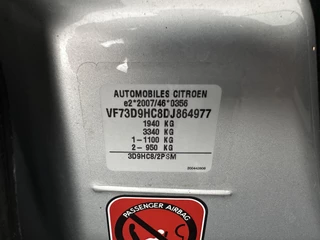 AUTOMOBILES CITROEN
e2*2007/46*0356
VF73D9HC8DJ864977
1940 KG
3340 KG
1-1100 KG
2- 950 KG
3D9HC8/2PSM
PASSENGER AIRBAG